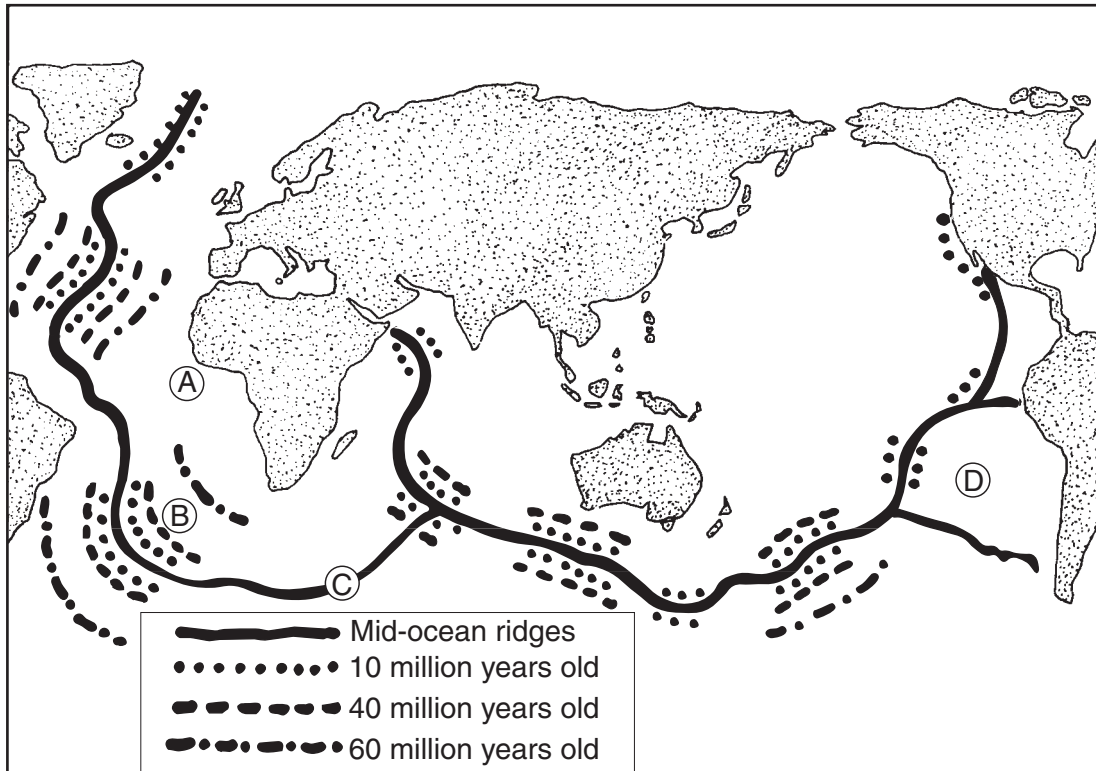 A
B
D
C
Mid-ocean ridges
10 million years old
40 million years old
60 million years old